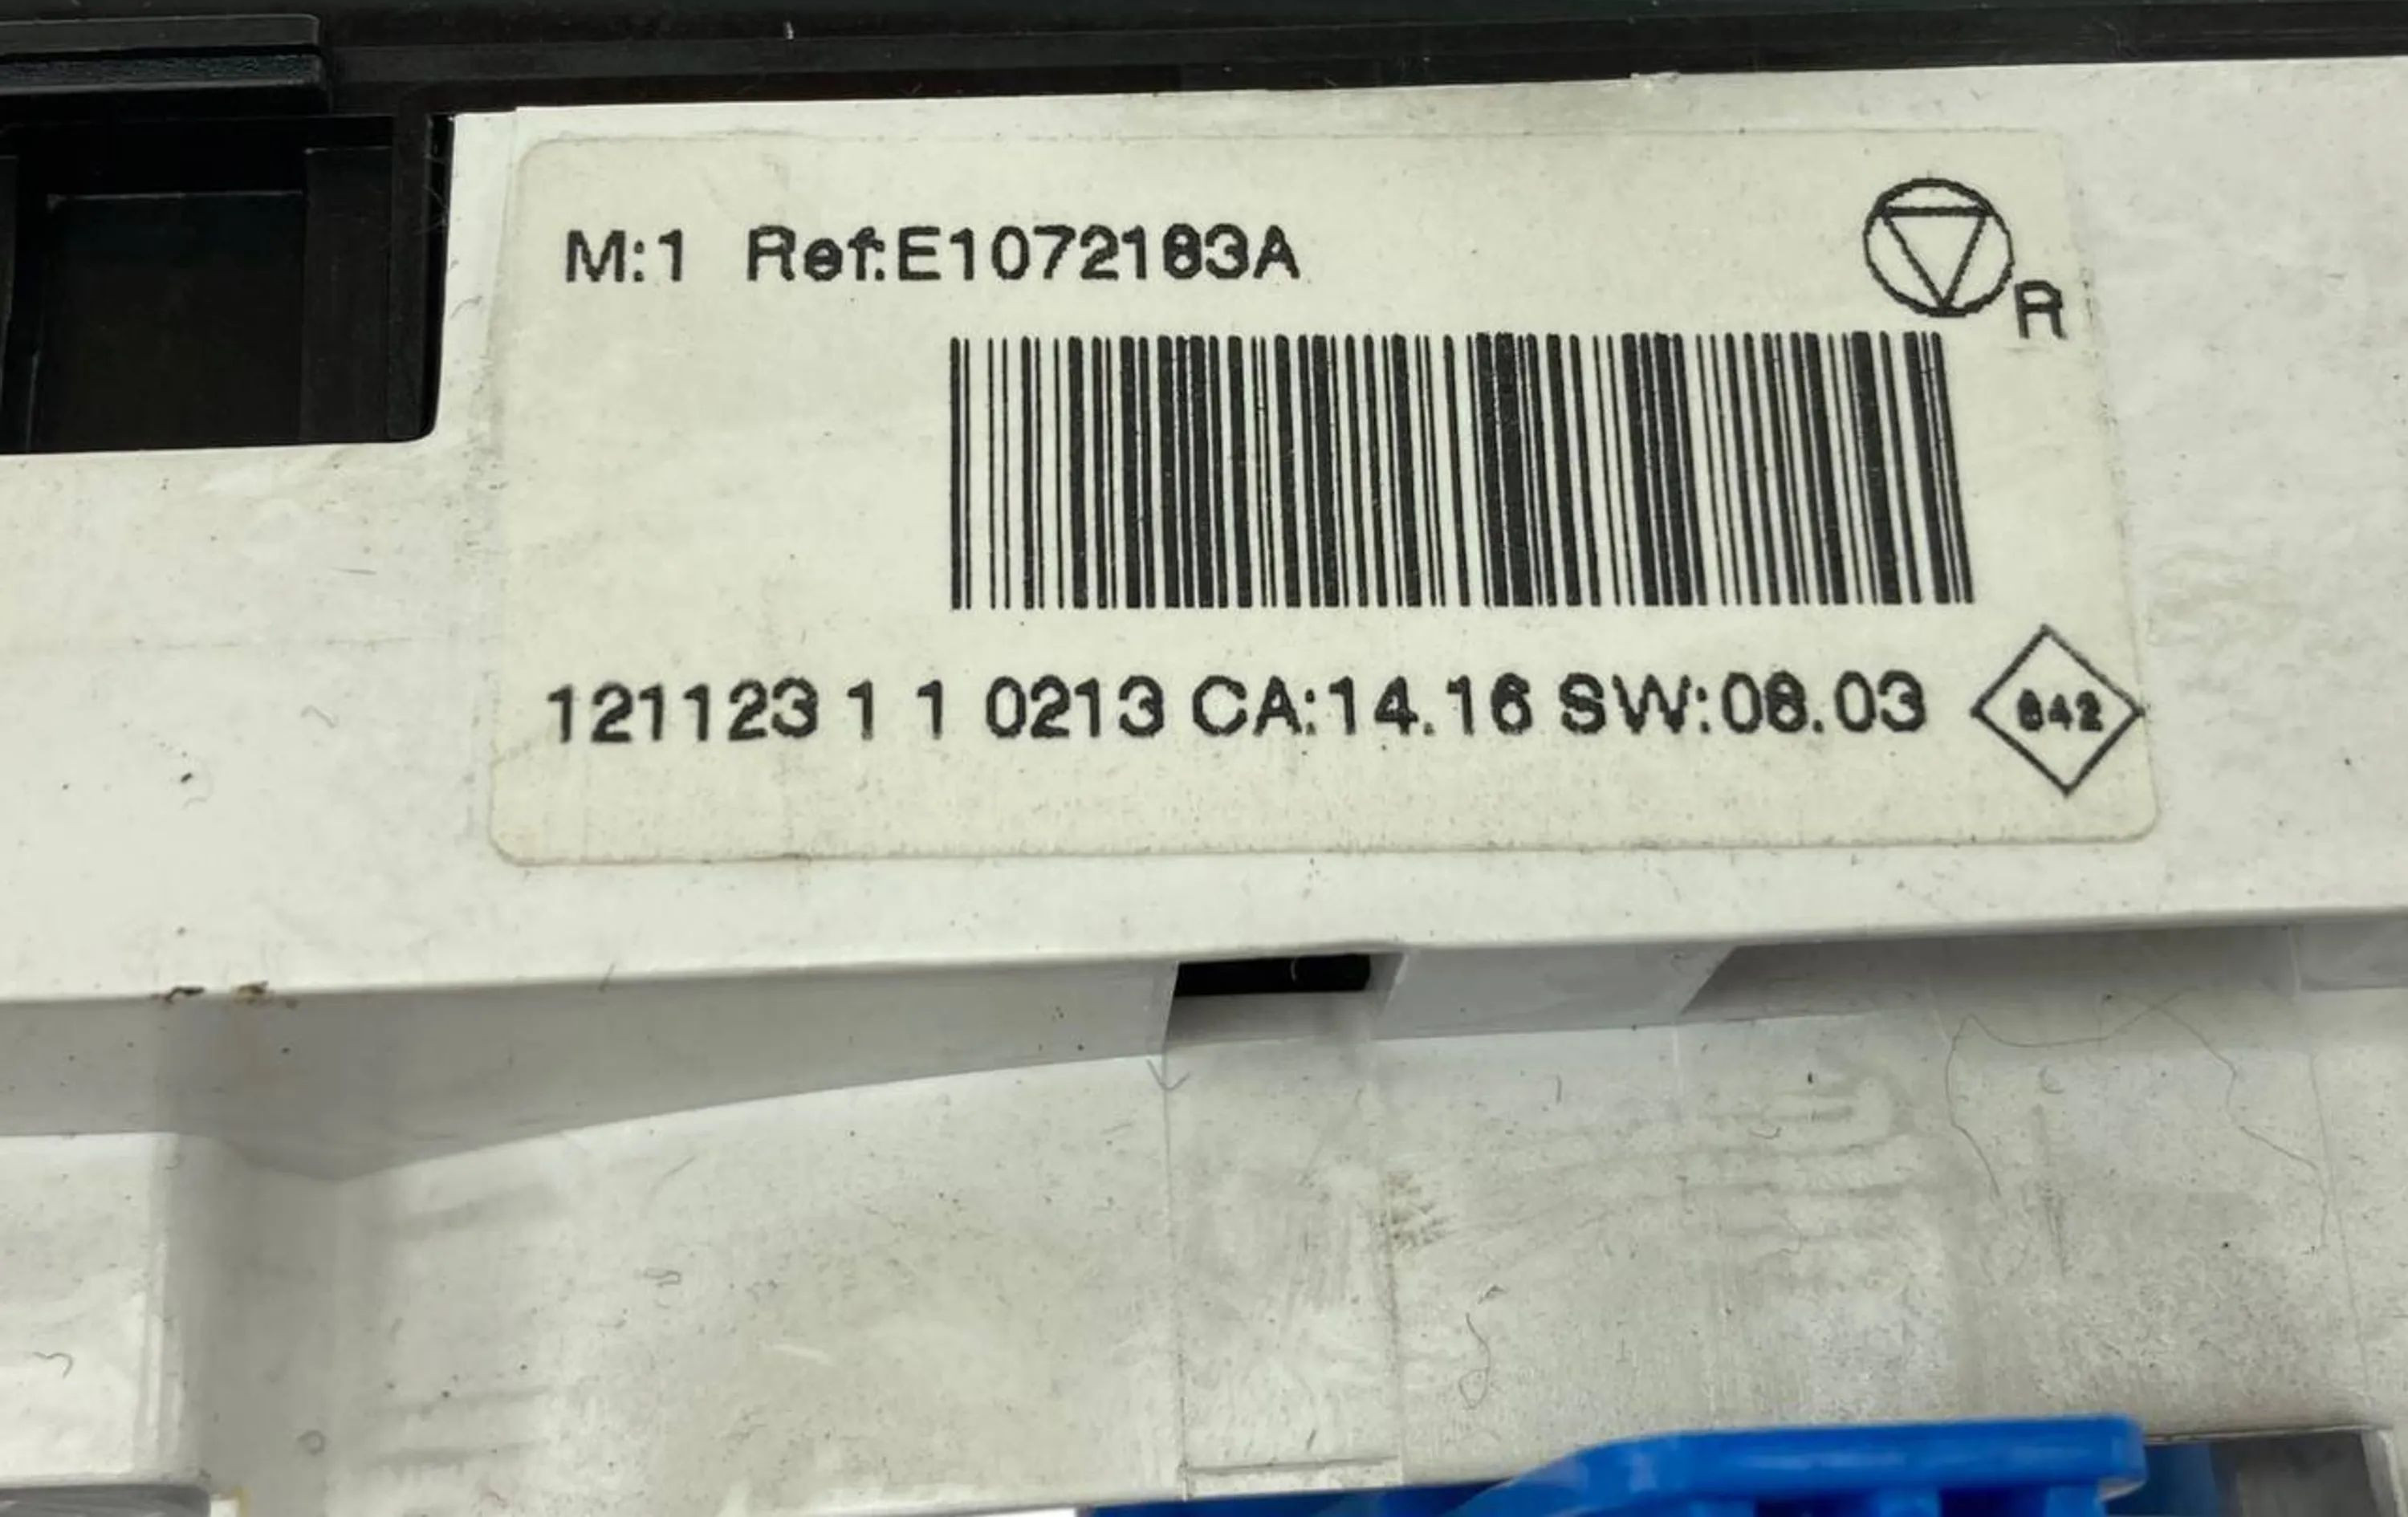 M:1 Ref:E1072183A
R
121123 1 1 0213 CA:14.16 SW:08.03
842